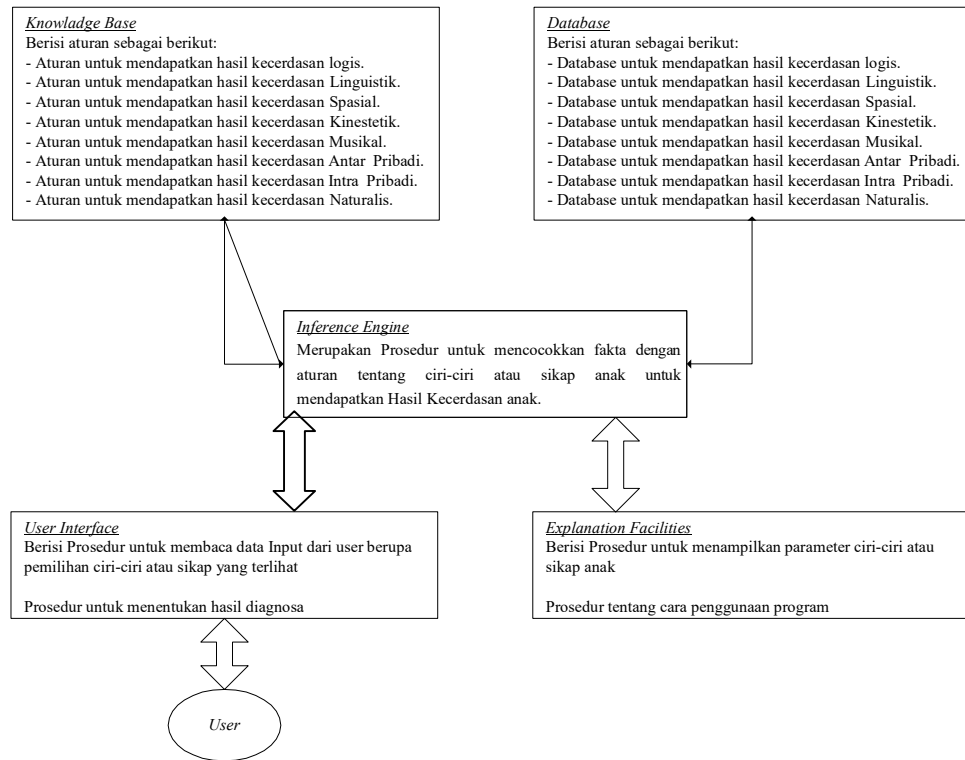 Knowladge Base
Berisi aturan sebagai berikut:
- Aturan untuk mendapatkan hasil kecerdasan logis.
- Aturan untuk mendapatkan hasil kecerdasan Linguistik.
- Aturan untuk mendapatkan hasil kecerdasan Spasial.
- Aturan untuk mendapatkan hasil kecerdasan Kinestetik.
- Aturan untuk mendapatkan hasil kecerdasan Musikal.
- Aturan untuk mendapatkan hasil kecerdasan Antar Pribadi.
- Aturan untuk mendapatkan hasil kecerdasan Intra Pribadi.
- Aturan untuk mendapatkan hasil kecerdasan Naturalis.
Database
Berisi aturan sebagai berikut:
- Database untuk mendapatkan hasil kecerdasan logis.
- Database untuk mendapatkan hasil kecerdasan Linguistik.
- Database untuk mendapatkan hasil kecerdasan Spasial.
- Database untuk mendapatkan hasil kecerdasan Kinestetik.
- Database untuk mendapatkan hasil kecerdasan Musikal.
- Database untuk mendapatkan hasil kecerdasan Antar Pribadi.
- Database untuk mendapatkan hasil kecerdasan Intra Pribadi.
- Database untuk mendapatkan hasil kecerdasan Naturalis.
Inference Engine
Merupakan Prosedur untuk mencocokkan fakta dengan
aturan tentang ciri-ciri atau sikap anak untuk
mendapatkan Hasil Kecerdasan anak.
User Interface
Berisi Prosedur untuk membaca data Input dari user berupa
pemilihan ciri-ciri atau sikap yang terlihat
Prosedur untuk menentukan hasil diagnosa
Explanation Facilities
Berisi Prosedur untuk menampilkan parameter ciri-ciri atau
sikap anak
Prosedur tentang cara penggunaan program
User